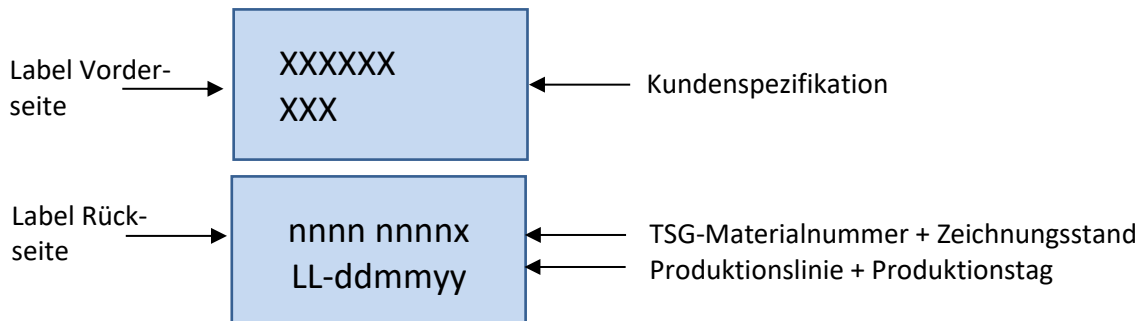 Label Vorder-
seite
XXXXXX
XXX
Kundenspezifikation
Label Rück-
seite
nnnn nnnnx
LL-ddmmyy
TSG-Materialnummer + Zeichnungsstand
Produktionslinie + Produktionstag